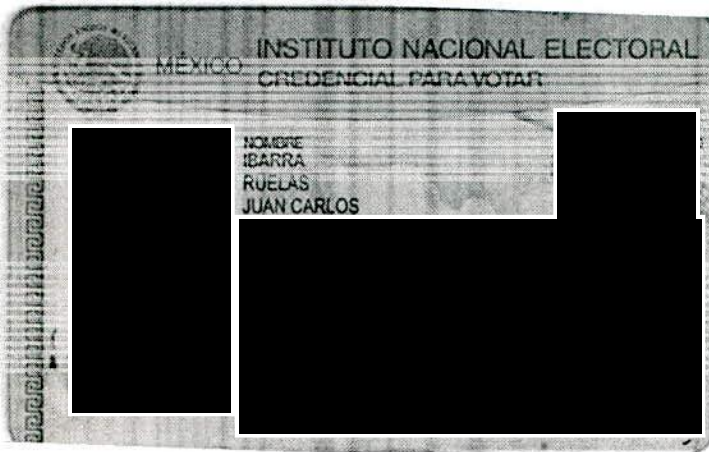 MÉXICO
INSTITUTO NACIONAL ELECTORAL
CREDENCIAL PARA VOTAR
NOMBRE
IBARRA
RUELAS
JUAN CARLOS